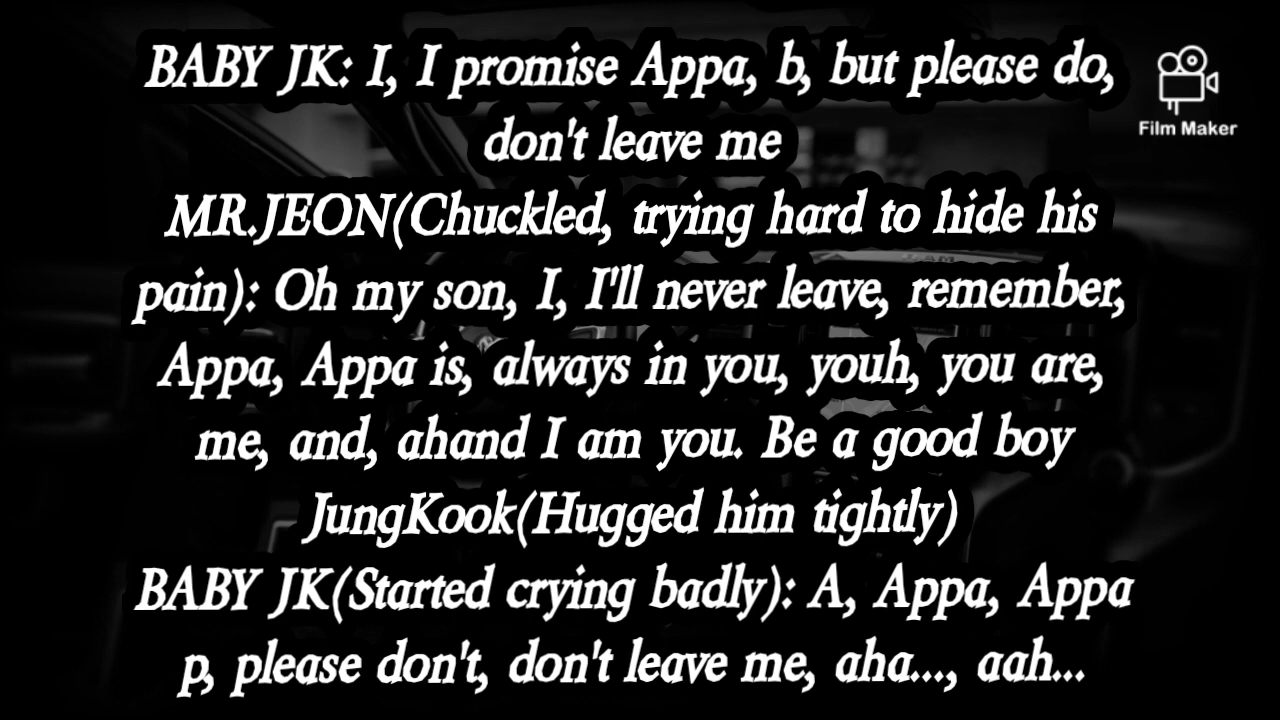 BABY JK: I, I promise Appa, b, but please do,
don't leave me
MR.JEON(Chuckled, trying hard to hide his
pain): Oh my son, I, I'll never leave, remember,
Appa, Appa is, always in you, youh, you are,
me, and, ahand I am you. Be a good boy
JungKook(Hugged him tightly)
BABY JK(Started crying badly): A, Appa, Appa
p, please don't, don't leave me, aha..., aah...
Film Maker